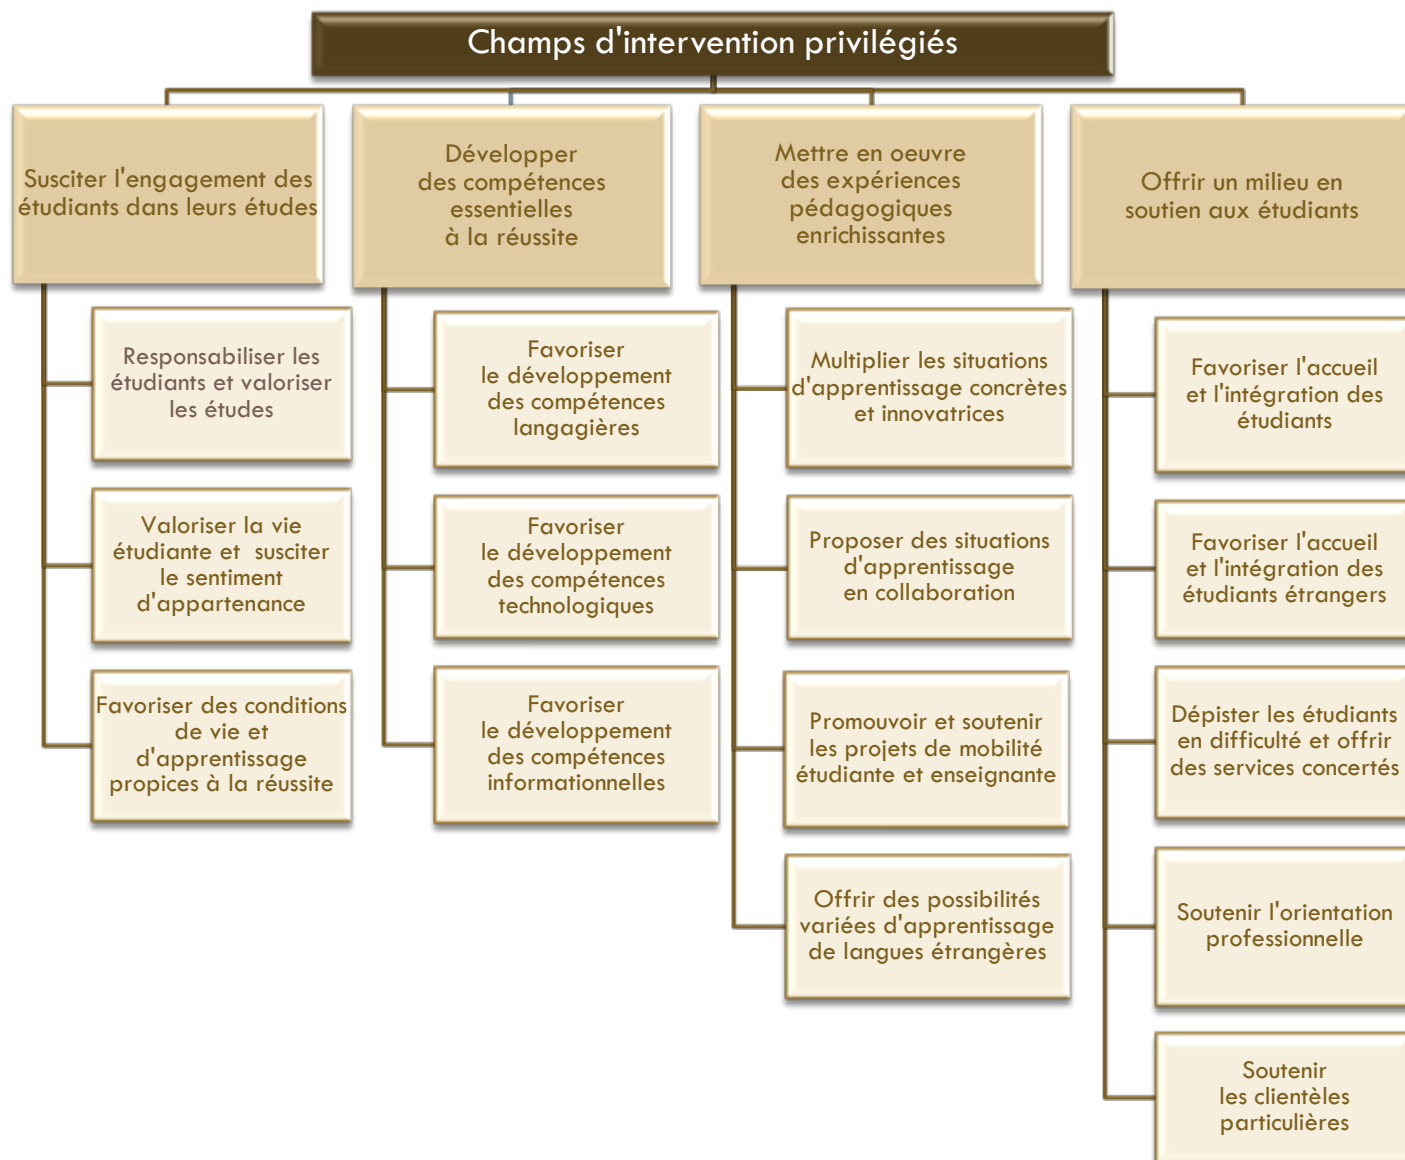 Champs d'intervention privilégiés
Susciter l'engagement des
étudiants dans leurs études
Responsabiliser les
étudiants et valoriser
les études
Valoriser la vie
étudiante et  susciter
le sentiment
d'appartenance
Favoriser des conditions
de vie et
d'apprentissage
propices à la réussite
Développer
des compétences
essentielles
à la réussite
Favoriser
le développement
des compétences
langagières
Favoriser
le développement
des compétences
technologiques
Favoriser
le développement
des compétences
informationnelles
Mettre en oeuvre
des expériences
pédagogiques
enrichissantes
Multiplier les situations
d'apprentissage concrètes
et innovatrices
Proposer des situations
d'apprentissage
en collaboration
Promouvoir et soutenir
les projets de mobilité
étudiante et enseignante
Offrir des possibilités
variées d'apprentissage
de langues étrangères
Offrir un milieu en
soutien aux étudiants
Favoriser l'accueil
et l'intégration des
étudiants
Favoriser l'accueil
et l'intégration des
étudiants étrangers
Dépister les étudiants
en difficulté et offrir
des services concertés
Soutenir l'orientation
professionnelle
Soutenir
les clientèles
particulières